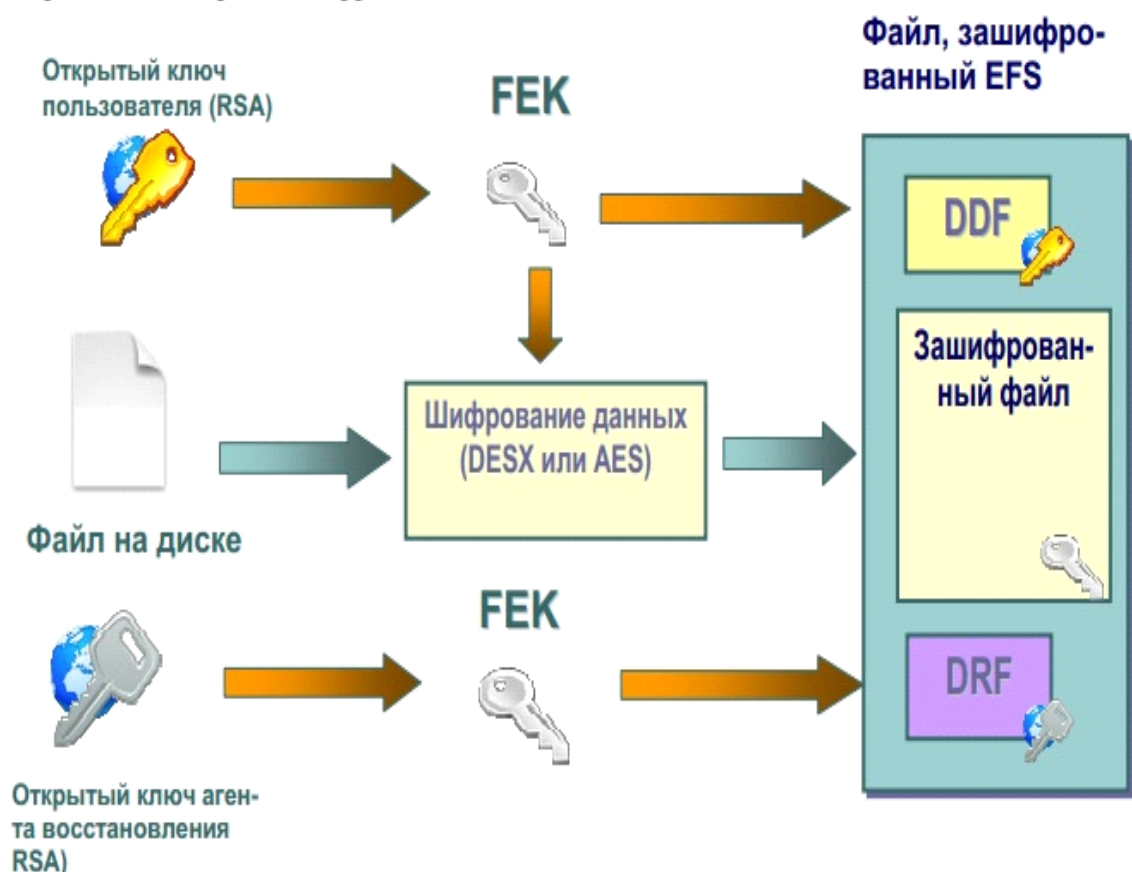 Открытый ключ
пользователя (RSA)
FEK
Файл, зашифро-
ванный EFS
DDF
Зашифрован-
ный файл
Шифрование данных
(DESX или AES)
Файл на диске
FEK
DRF
Открытый ключ аген-
та восстановления
RSA)